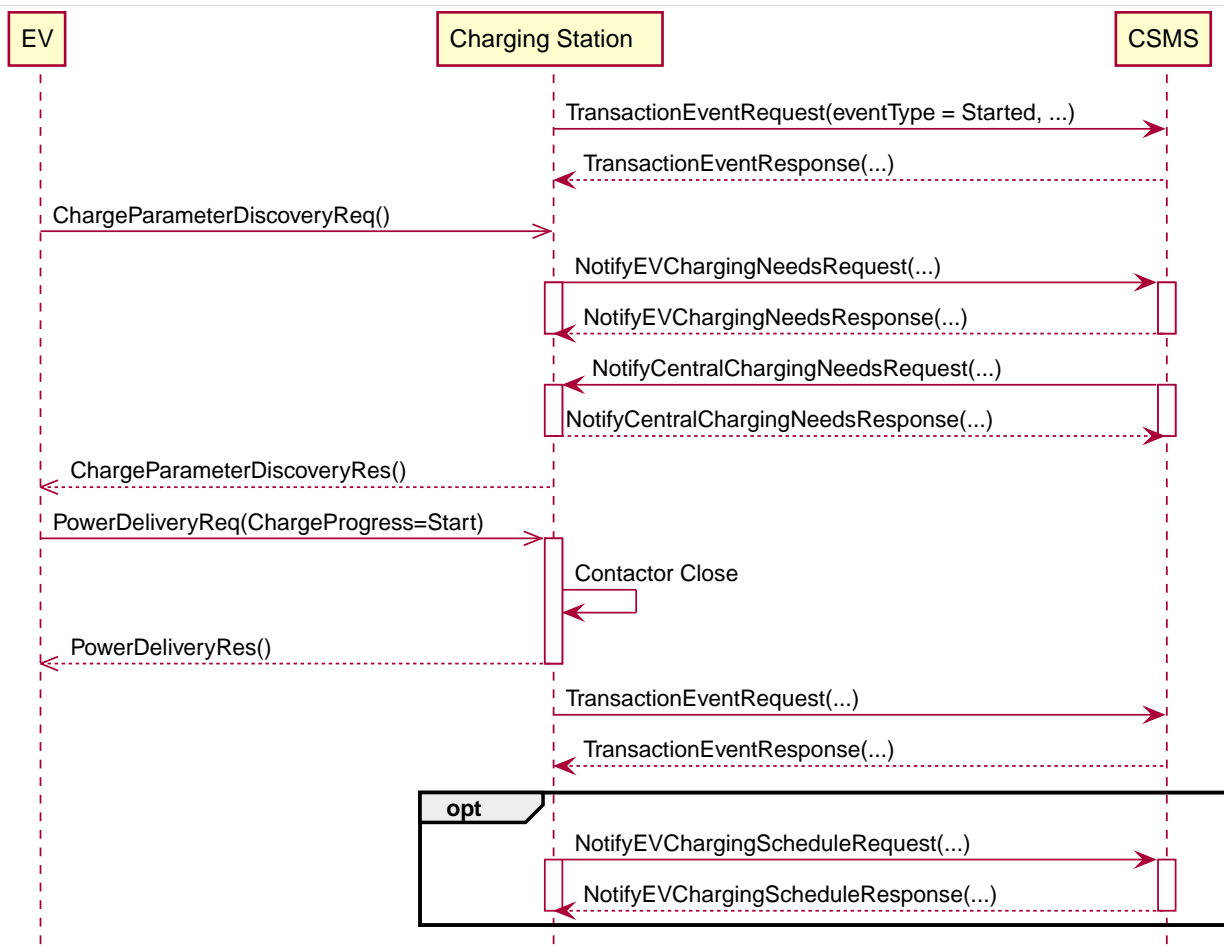 EV
Charging Station
CSMS
TransactionEventRequest(eventType = Started, ...)
TransactionEventResponse(...)
ChargeParameterDiscoveryReq()
NotifyEVChargingNeedsRequest(...)
NotifyEVChargingNeedsResponse(...)
NotifyCentralChargingNeedsRequest(...)
NotifyCentralChargingNeedsResponse(...)
ChargeParameterDiscoveryRes()
PowerDeliveryReq(ChargeProgress=Start)
Contactor Close
PowerDeliveryRes()
TransactionEventRequest(...)
TransactionEventResponse(...)
opt
NotifyEVChargingScheduleRequest(...)
NotifyEVChargingScheduleResponse(...)